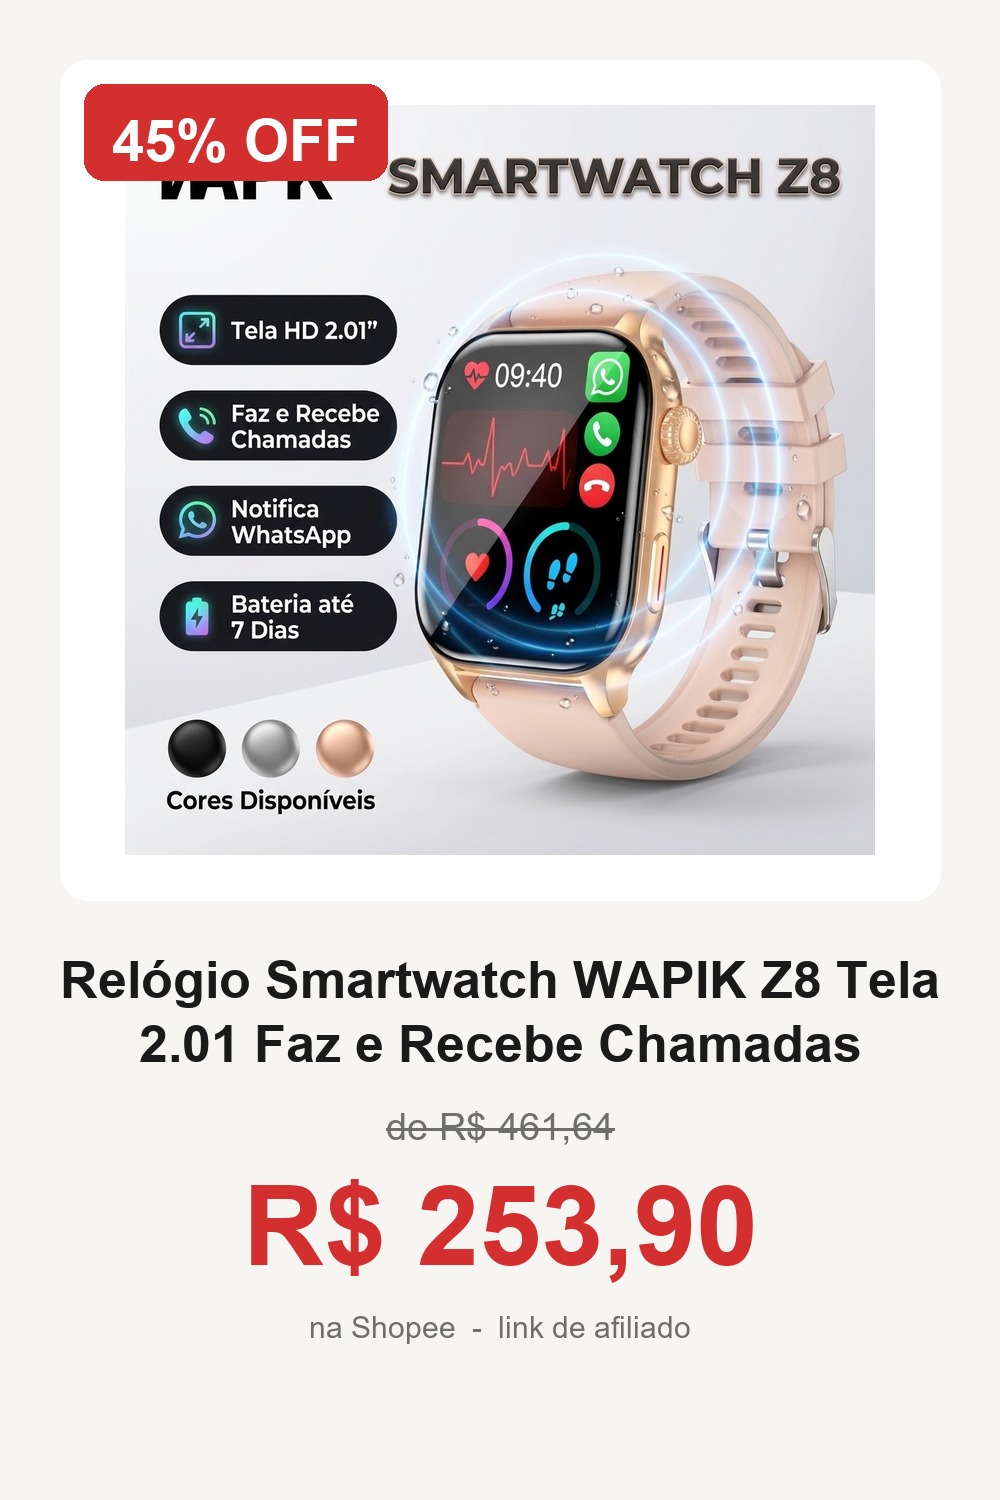 45% OFF
SMARTWATCH Z8
Tela HD 2.01”
Faz e Recebe
Chamadas
Notifica
WhatsApp
Bateria até
7 Dias
09:40
Cores Disponíveis
Relógio Smartwatch WAPIK Z8 Tela
2.01 Faz e Recebe Chamadas
de R$ 461,64
R$ 253,90
na Shopee - link de afiliado